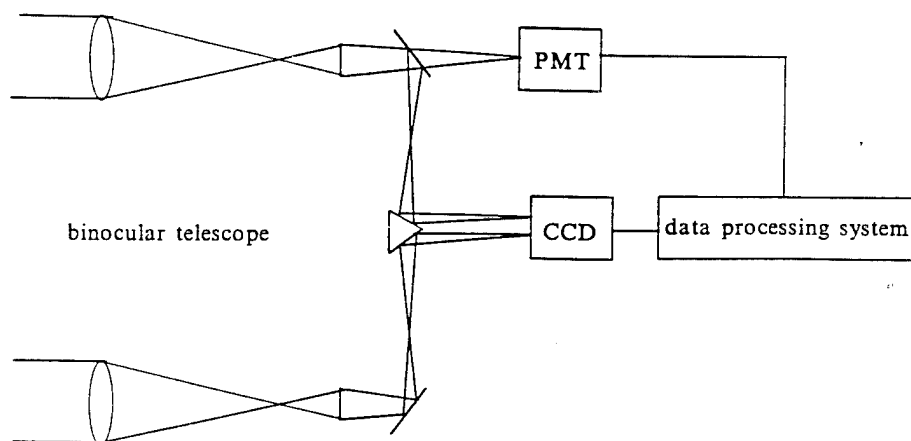 PMT
binocular telescope
CCD
data processing system